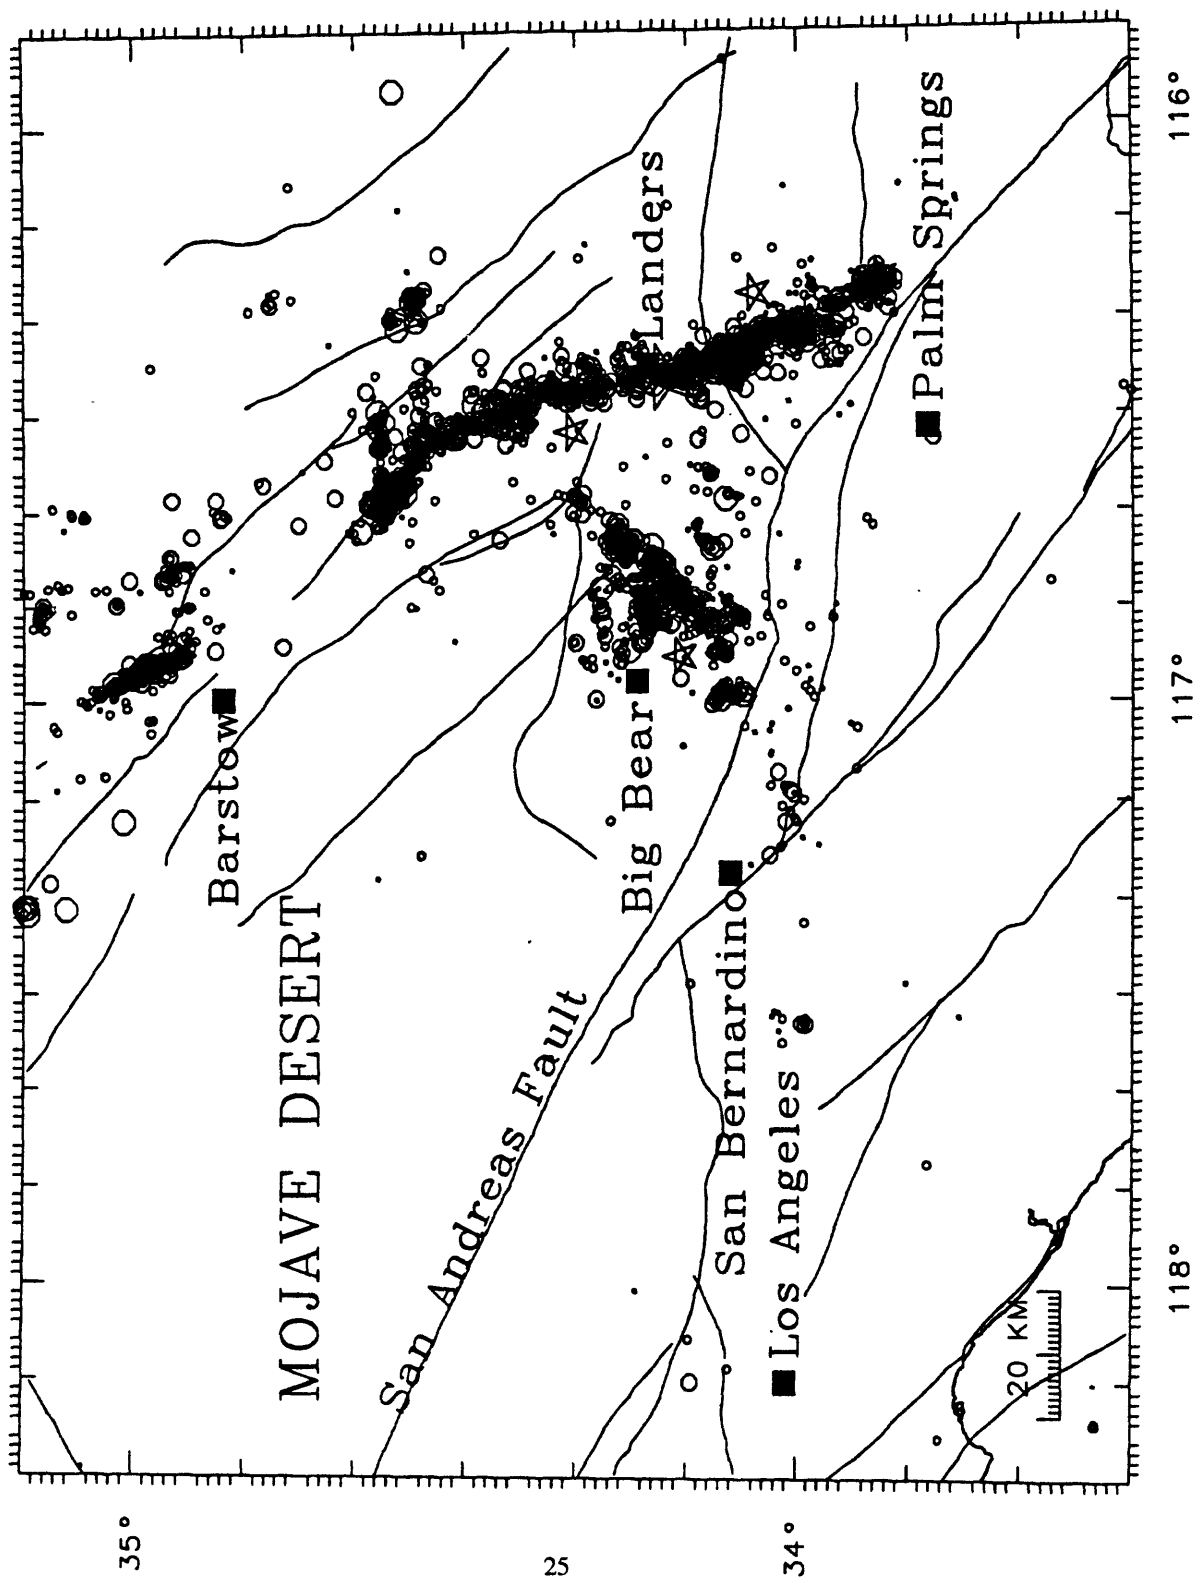 MOJAVE DESERT
San Andreas Fault
Barstow
Big Bear
Landers
San Bernardino
Los Angeles
Palm Springs
20 KM
35°
34°
118°
117°
116°
25